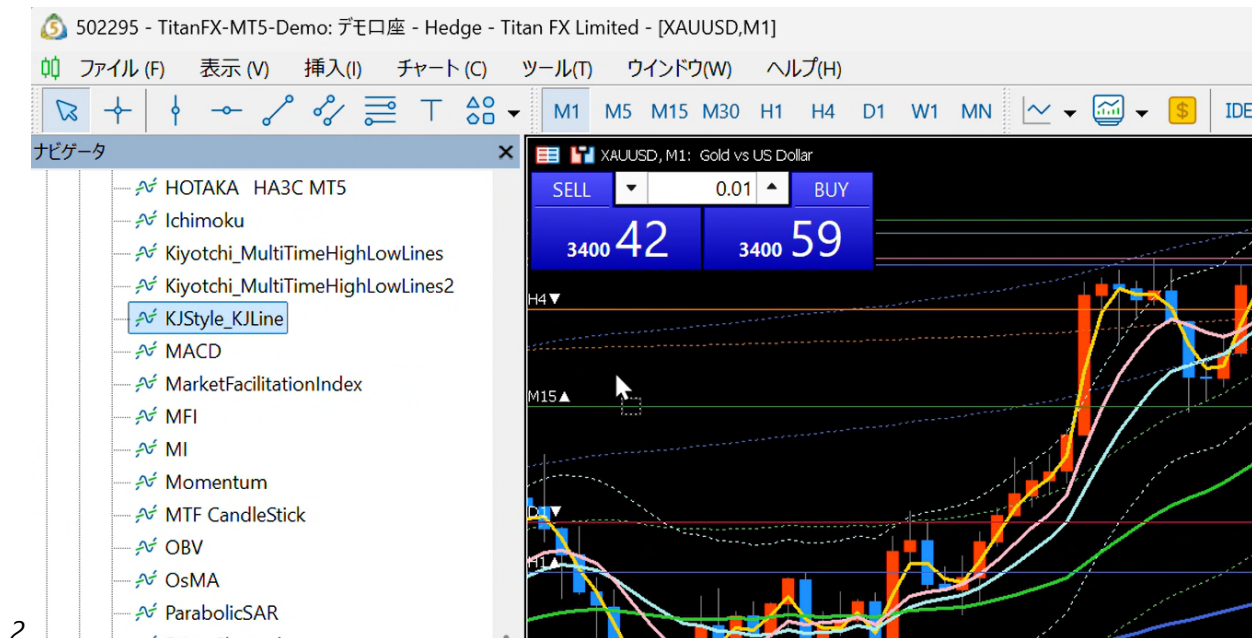 502295 - TitanFX-MT5-Demo: デモ口座 - Hedge - Titan FX Limited - [XAUUSD,M1]
ファイル (F) 表示 (V) 挿入(I) チャート (C) ツール(T) ウインドウ(W) ヘルプ(H)
M1 M5 M15 M30 H1 H4 D1 W1 MN $ IDE
ナビゲータ
XAUUSD, M1: Gold vs US Dollar
SELL 0.01 BUY
3400 42 3400 59
HOTAKA HA3C MT5
Ichimoku
Kiyotchi_MultiTimeHighLowLines
Kiyotchi_MultiTimeHighLowLines2
KJStyle_KJLine
MACD
MarketFacilitationIndex
MFI
MI
Momentum
MTF CandleStick
OBV
OsMA
ParabolicSAR
H4▼
M15▲
D1▼
H1▲
2